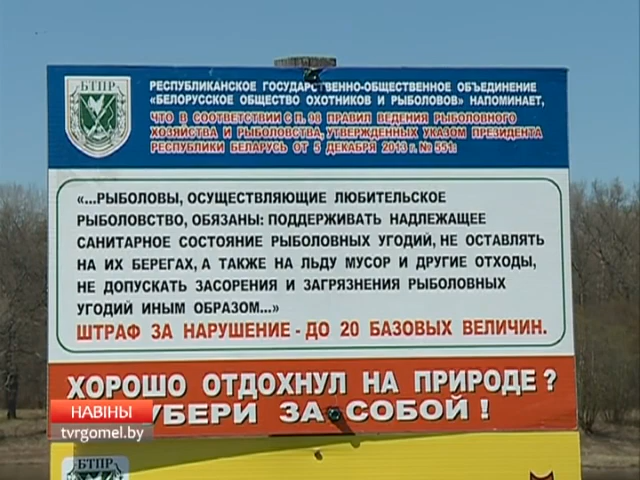 БТПР
РЕСПУБЛИКАНСКОЕ ГОСУДАРСТВЕННО-ОБЩЕСТВЕННОЕ ОБЪЕДИНЕНИЕ
«БЕЛОРУССКОЕ ОБЩЕСТВО ОХОТНИКОВ И РЫБОЛОВОВ» НАПОМИНАЕТ,
ЧТО В СООТВЕТСТВИИ С П. 98 ПРАВИЛ ВЕДЕНИЯ РЫБОЛОВНОГО
ХОЗЯЙСТВА И РЫБОЛОВСТВА, УТВЕРЖДЕННЫХ УКАЗОМ ПРЕЗИДЕНТА
РЕСПУБЛИКИ БЕЛАРУСЬ ОТ 5 ДЕКАБРЯ 2013 г. № 551:
«...РЫБОЛОВЫ, ОСУЩЕСТВЛЯЮЩИЕ ЛЮБИТЕЛЬСКОЕ
РЫБОЛОВСТВО, ОБЯЗАНЫ: ПОДДЕРЖИВАТЬ НАДЛЕЖАЩЕЕ
САНИТАРНОЕ СОСТОЯНИЕ РЫБОЛОВНЫХ УГОДИЙ, НЕ ОСТАВЛЯТЬ
НА ИХ БЕРЕГАХ, А ТАКЖЕ НА ЛЬДУ МУСОР И ДРУГИЕ ОТХОДЫ,
НЕ ДОПУСКАТЬ ЗАСОРЕНИЯ И ЗАГРЯЗНЕНИЯ РЫБОЛОВНЫХ
УГОДИЙ ИНЫМ ОБРАЗОМ...»
ШТРАФ ЗА НАРУШЕНИЕ - ДО 20 БАЗОВЫХ ВЕЛИЧИН.
ХОРОШО ОТДОХНУЛ НА ПРИРОДЕ ?
УБЕРИ ЗА СОБОЙ !
НАВІНЫ
tvrgomel.by
БТПР